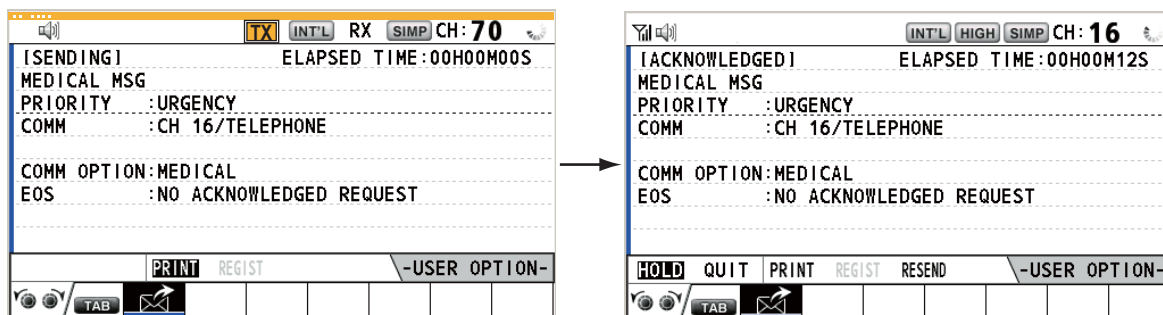 TX INT'L RX SIMP CH:70
[SENDING] ELAPSED TIME:00H00M00S
MEDICAL MSG
PRIORITY :URGENCY
COMM :CH 16/TELEPHONE
COMM OPTION:MEDICAL
EOS :NO ACKNOWLEDGED REQUEST
PRINT REGIST -USER OPTION-
TAB
INT'L HIGH SIMP CH:16
[ACKNOWLEDGED] ELAPSED TIME:00H00M12S
MEDICAL MSG
PRIORITY :URGENCY
COMM :CH 16/TELEPHONE
COMM OPTION:MEDICAL
EOS :NO ACKNOWLEDGED REQUEST
HOLD QUIT PRINT REGIST RESEND -USER OPTION-
TAB